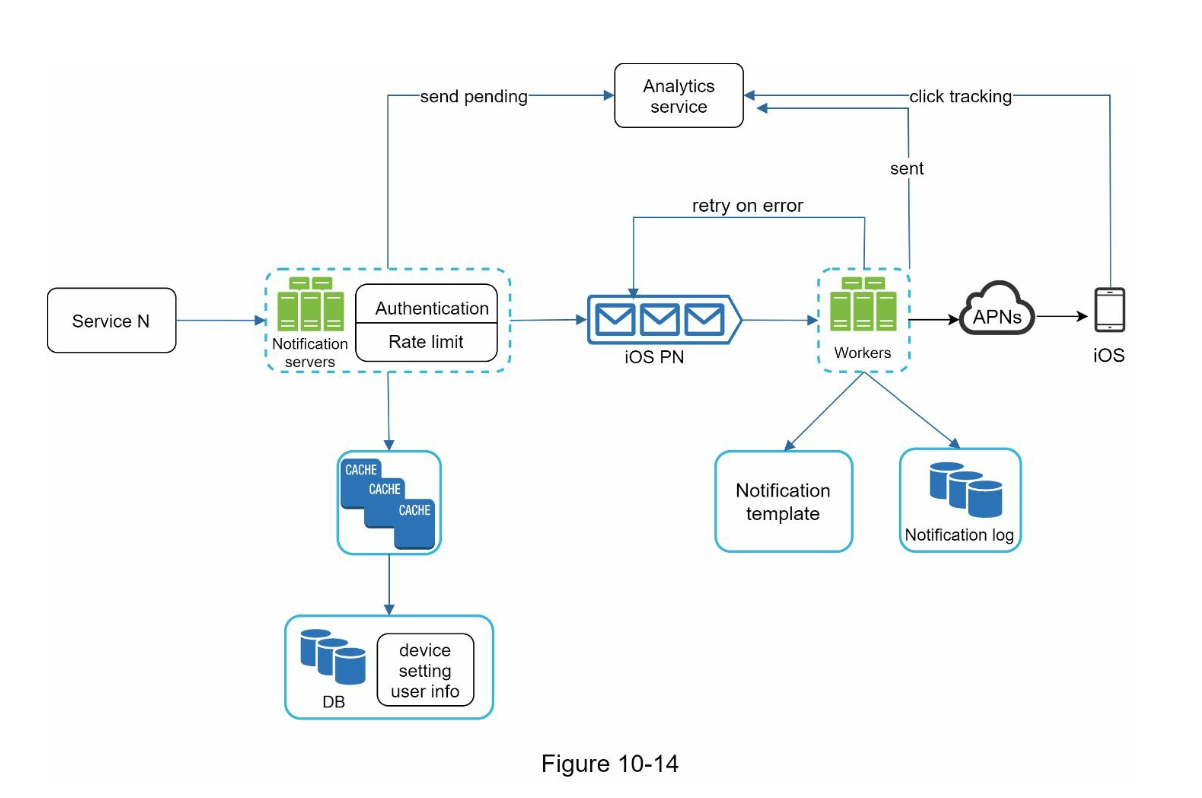 Analytics
service
send pending
click tracking
sent
retry on error
Service N
Notification
servers
Authentication
Rate limit
iOS PN
Workers
APNs
iOS
CACHE
CACHE
CACHE
Notification
template
Notification log
DB
device
setting
user info
Figure 10-14